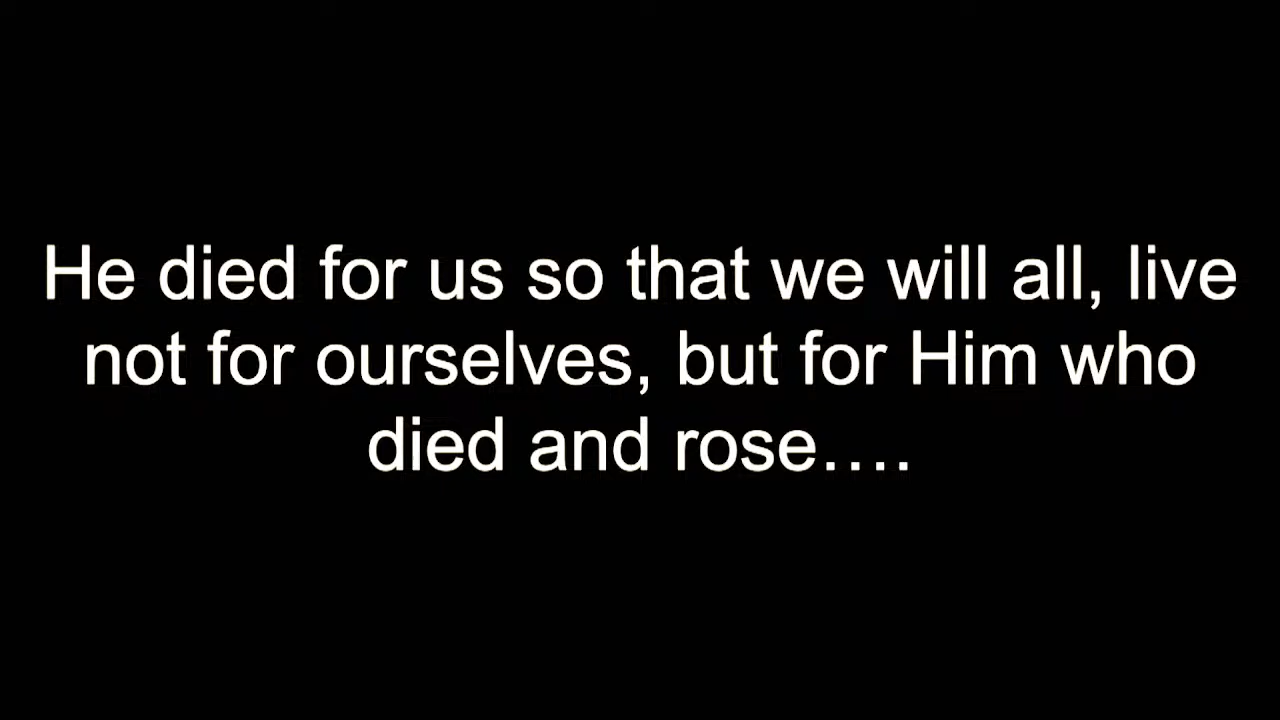 He died for us so that we will all, live
not for ourselves, but for Him who
died and rose….